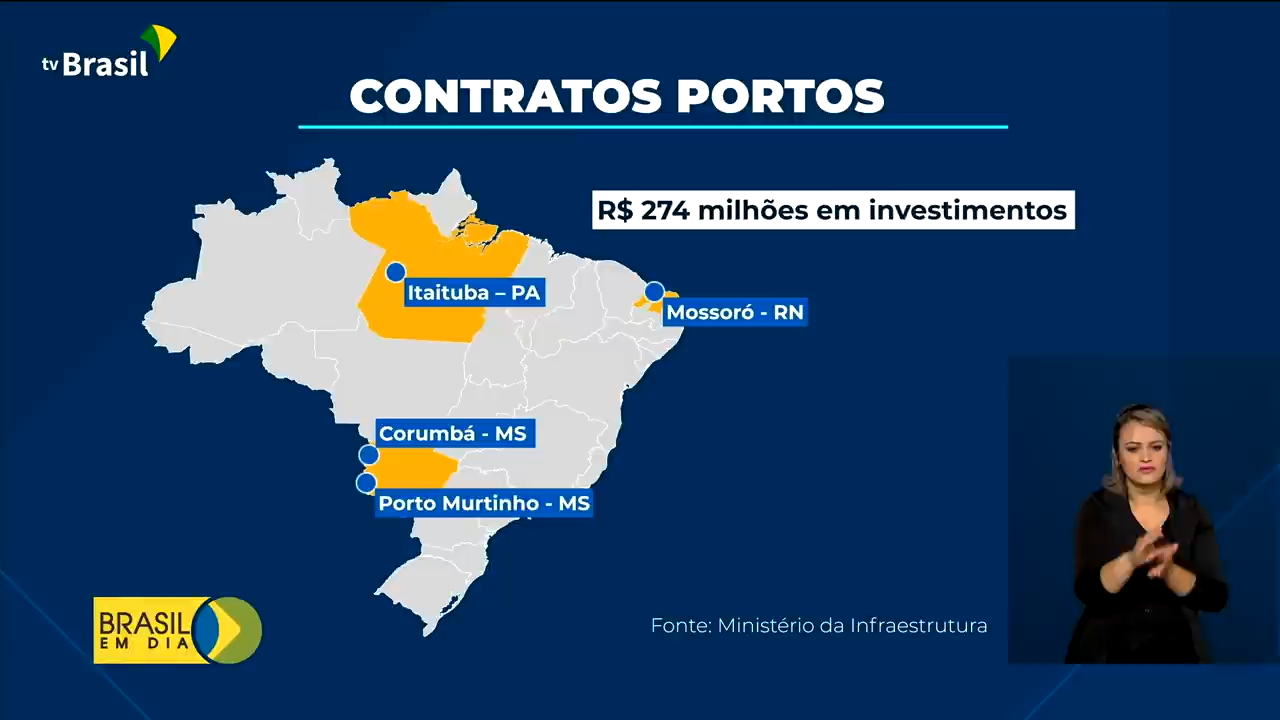 tv Brasil
CONTRATOS PORTOS
R$ 274 milhões em investimentos
Itaituba – PA
Mossoró - RN
Corumbá - MS
Porto Murtinho - MS
BRASIL
EM DIA
Fonte: Ministério da Infraestrutura